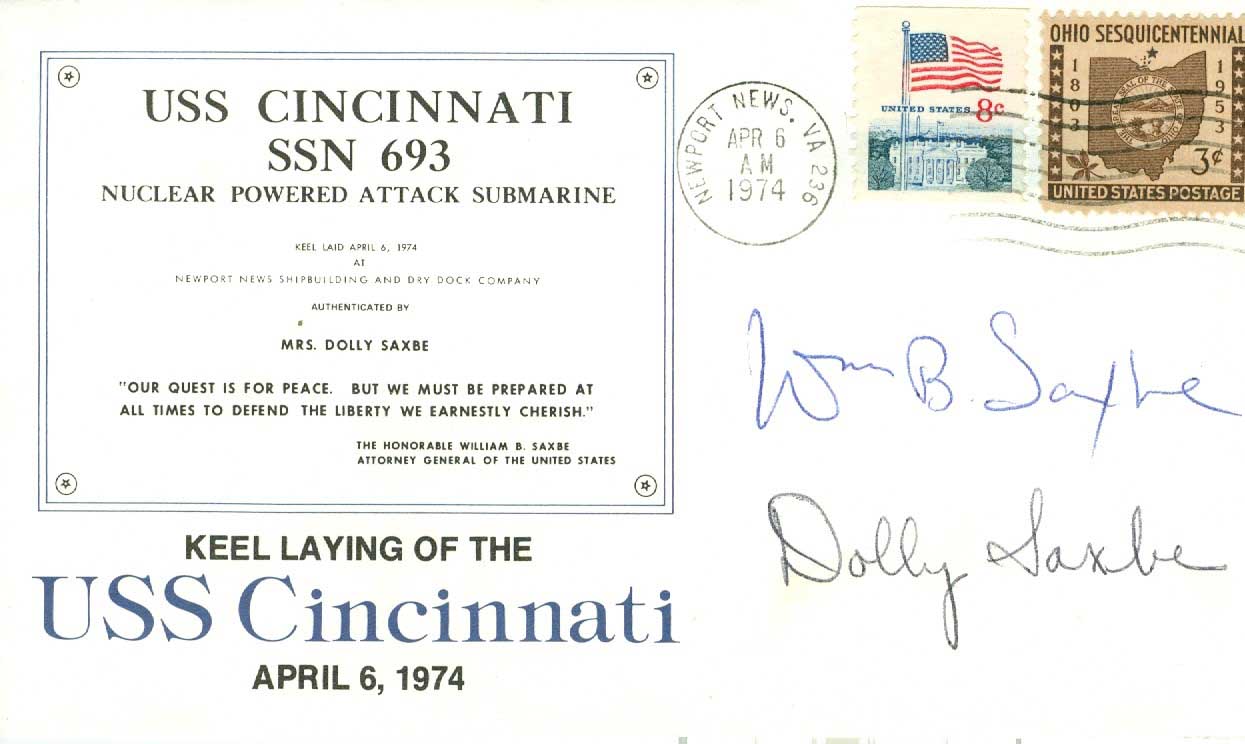 USS CINCINNATI
SSN 693
NUCLEAR POWERED ATTACK SUBMARINE
KEEL LAID APRIL 6, 1974
AT
NEWPORT NEWS SHIPBUILDING AND DRY DOCK COMPANY
AUTHENTICATED BY
MRS. DOLLY SAXBE
"OUR QUEST IS FOR PEACE. BUT WE MUST BE PREPARED AT
ALL TIMES TO DEFEND THE LIBERTY WE EARNESTLY CHERISH."
THE HONORABLE WILLIAM B. SAXBE
ATTORNEY GENERAL OF THE UNITED STATES
KEEL LAYING OF THE
USS Cincinnati
APRIL 6, 1974
NEWPORT NEWS, VA 236
APR 6
AM
1974
UNITED STATES 8c
OHIO SESQUICENTENNIAL
1803
1953
3¢
UNITED STATES POSTAGE
Wm B. Saxbe
Dolly Saxbe